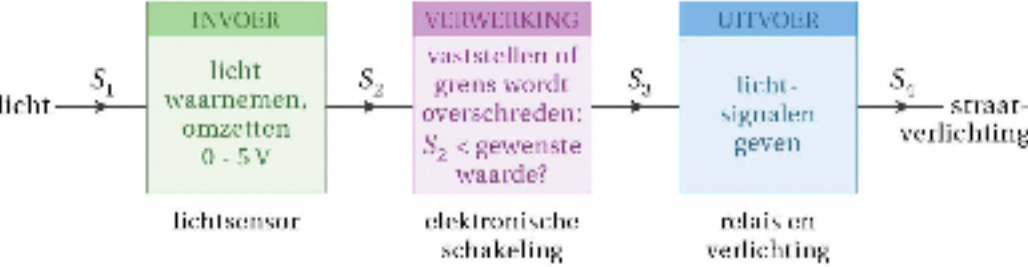 INVOER
VERWERKING
UITVOER
licht
S₁
licht
waarnemen,
omzetten
0 - 5 V
S₂
vaststellen of
grens wordt
overschreden:
S₂ < gewenste
waarde?
S₃
licht-
signalen
geven
S₄
straat-
verlichting
lichtsensor
elektronische
schakeling
relais en
verlichting